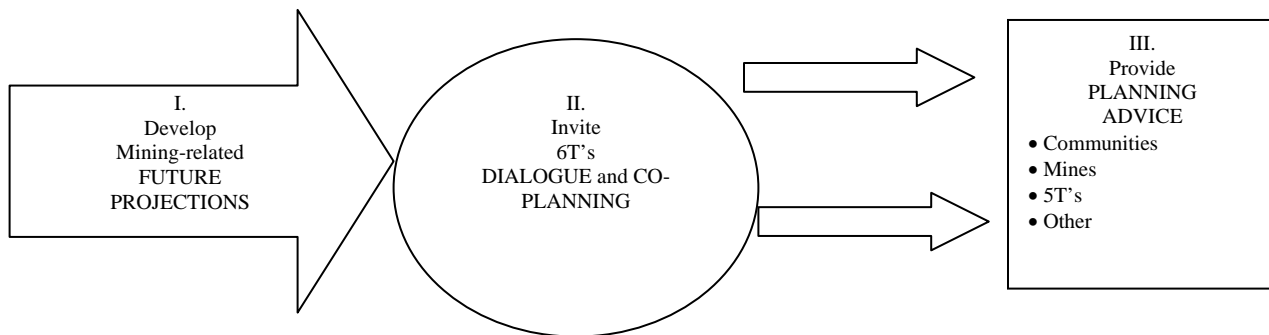 I.
Develop
Mining-related
FUTURE
PROJECTIONS
II.
Invite
6T's
DIALOGUE and CO-
PLANNING
III.
Provide
PLANNING
ADVICE
• Communities
• Mines
• 5T's
• Other